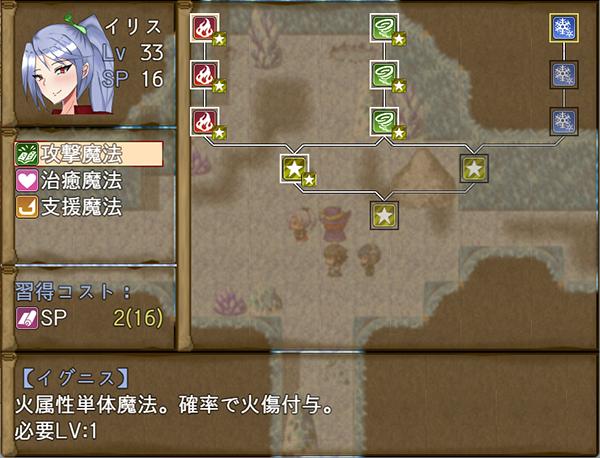 イリス
Lv 33
SP 16
攻撃魔法
治癒魔法
支援魔法
習得コスト：
SP 2(16)
【イグニス】
火属性単体魔法。確率で火傷付与。
必要LV:1